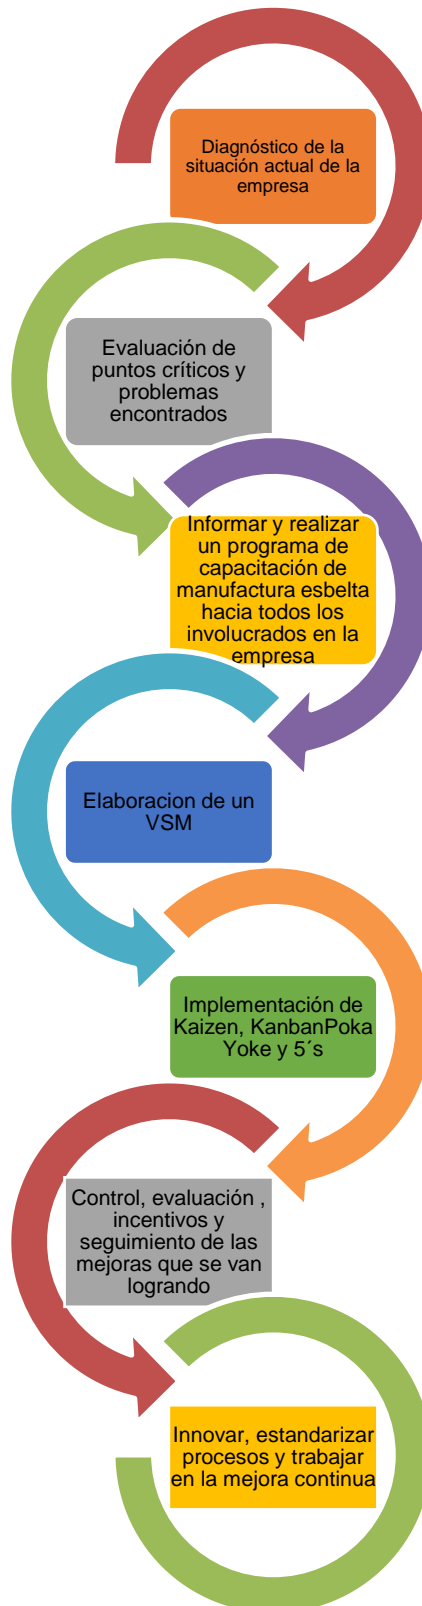 Diagnóstico de la
situación actual de la
empresa
Evaluación de
puntos críticos y
problemas
encontrados
Informar y realizar
un programa de
capacitación de
manufactura esbelta
hacia todos los
involucrados en la
empresa
Elaboracion de un
VSM
Implementación de
Kaizen, KanbanPoka
Yoke y 5´s
Control, evaluación ,
incentivos y
seguimiento de las
mejoras que se van
logrando
Innovar, estandarizar
procesos y trabajar
en la mejora continua